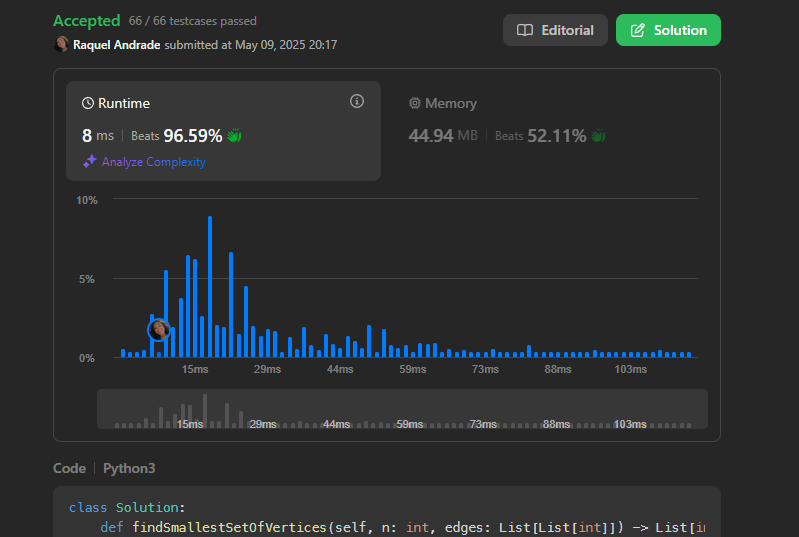 Accepted 66 / 66 testcases passed
Raquel Andrade submitted at May 09, 2025 20:17
Editorial
Solution
Runtime
8 ms | Beats 96.59%
Analyze Complexity
Memory
44.94 MB | Beats 52.11%
10%
5%
0%
15ms 29ms 44ms 59ms 73ms 88ms 103ms
15ms 29ms 44ms 59ms 73ms 88ms 103ms
Code | Python3
class Solution:
def findSmallestSetOfVertices(self, n: int, edges: List[List[int]]) -> List[in